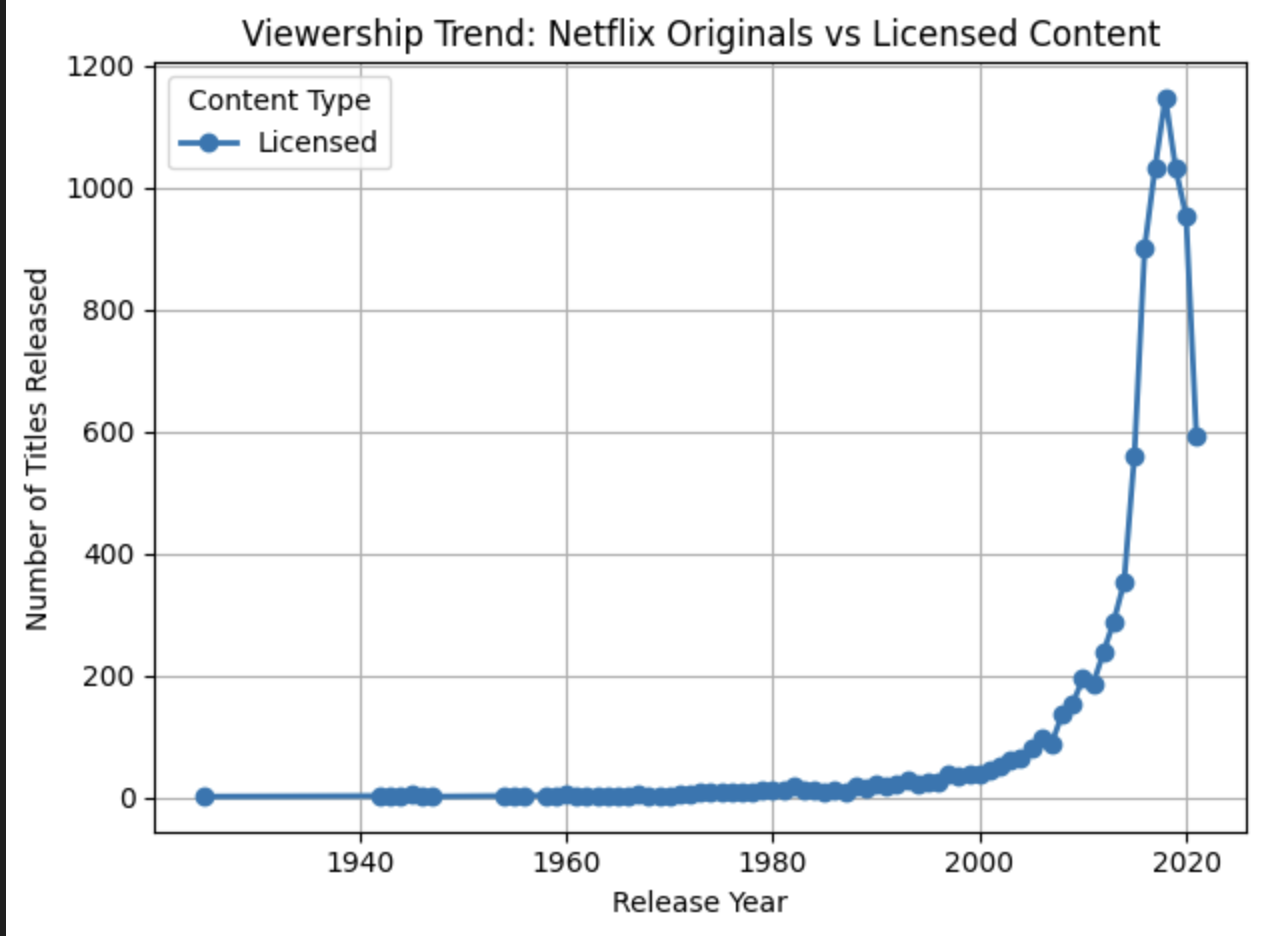 Viewership Trend: Netflix Originals vs Licensed Content
1200
Content Type
Licensed
1000
800
600
400
200
0
Number of Titles Released
1940
1960
1980
2000
2020
Release Year